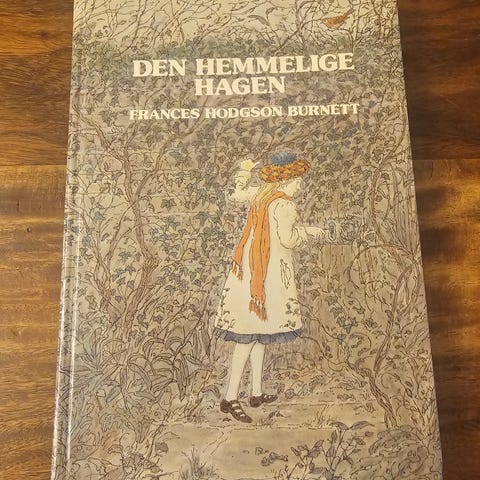 DEN HEMMELIGE
HAGEN
FRANCES HODGSON BURNETT